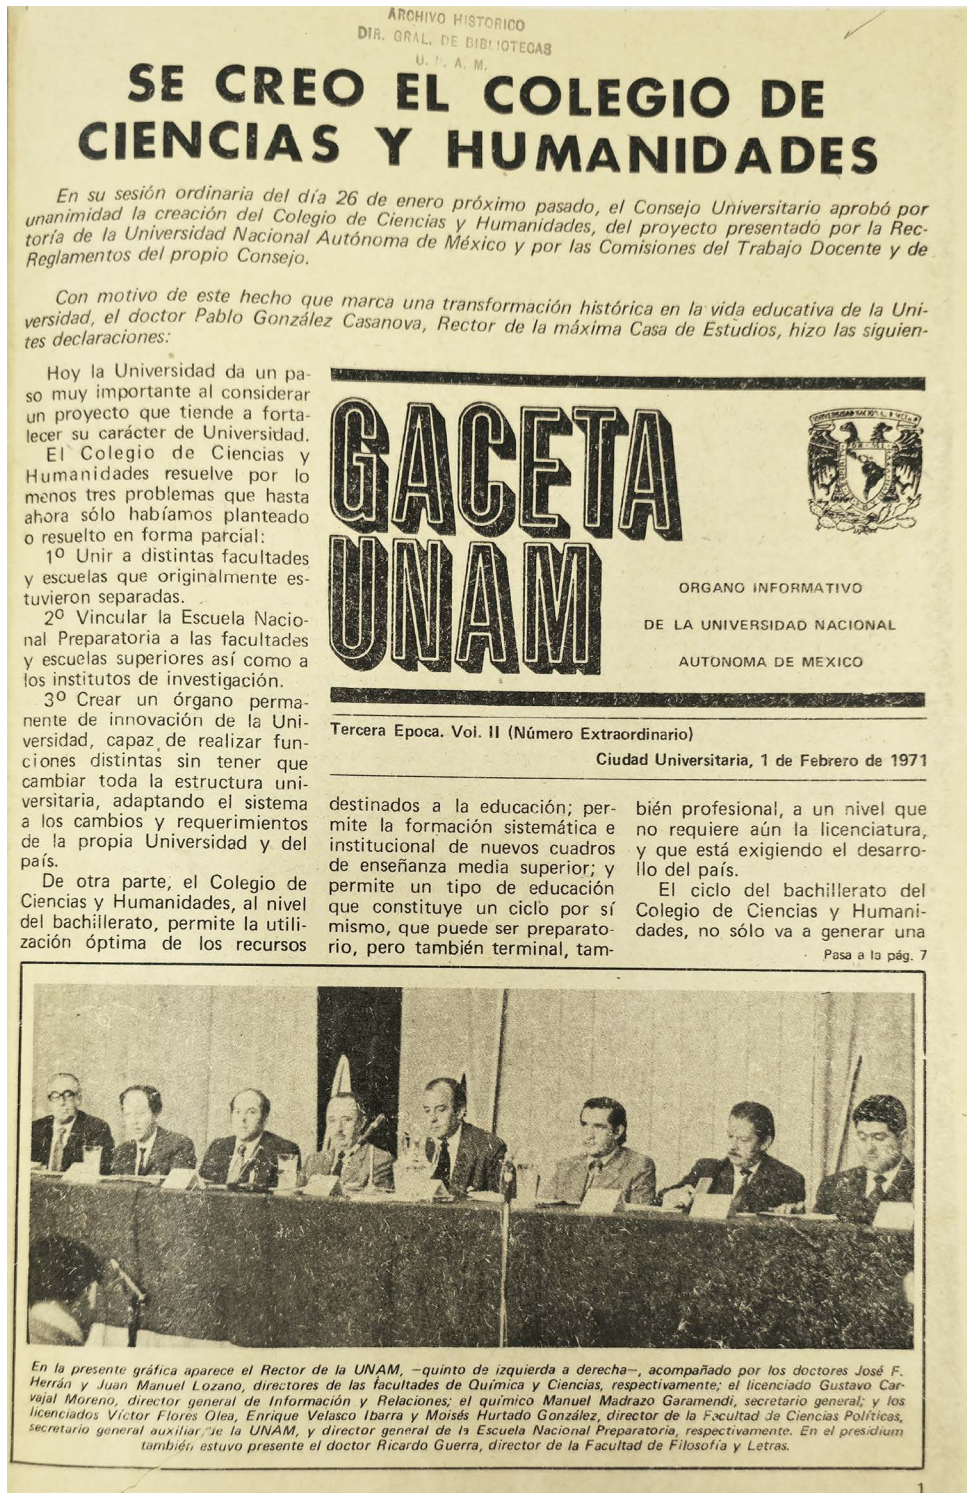 ARCHIVO HISTORICO
DIR. GRAL. DE BIBLIOTECAS
U. N. A. M.
SE CREO EL COLEGIO DE
CIENCIAS Y HUMANIDADES
En su sesión ordinaria del día 26 de enero próximo pasado, el Consejo Universitario aprobó por
unanimidad la creación del Colegio de Ciencias y Humanidades, del proyecto presentado por la Rec-
toría de la Universidad Nacional Autónoma de México y por las Comisiones del Trabajo Docente y de
Reglamentos del propio Consejo.
Con motivo de este hecho que marca una transformación histórica en la vida educativa de la Uni-
versidad, el doctor Pablo González Casanova, Rector de la máxima Casa de Estudios, hizo las siguien-
tes declaraciones:
Hoy la Universidad da un pa-
so muy importante al considerar
un proyecto que tiende a forta-
lecer su carácter de Universidad.
El Colegio de Ciencias y
Humanidades resuelve por lo
menos tres problemas que hasta
ahora sólo habíamos planteado
o resuelto en forma parcial:
1º Unir a distintas facultades
y escuelas que originalmente es-
tuvieron separadas.
2º Vincular la Escuela Nacio-
nal Preparatoria a las facultades
y escuelas superiores así como a
los institutos de investigación.
3º Crear un órgano perma-
nente de innovación de la Uni-
versidad, capaz de realizar fun-
ciones distintas sin tener que
cambiar toda la estructura uni-
versitaria, adaptando el sistema
a los cambios y requerimientos
de la propia Universidad y del
país.
De otra parte, el Colegio de
Ciencias y Humanidades, al nivel
del bachillerato, permite la utili-
zación óptima de los recursos
GACETA
UNAM
ORGANO INFORMATIVO
DE LA UNIVERSIDAD NACIONAL
AUTONOMA DE MEXICO
Tercera Epoca. Vol. II (Número Extraordinario)
Ciudad Universitaria, 1 de Febrero de 1971
destinados a la educación; per-
mite la formación sistemática e
institucional de nuevos cuadros
de enseñanza media superior; y
permite un tipo de educación
que constituye un ciclo por sí
mismo, que puede ser preparato-
rio, pero también terminal, tam-
bién profesional, a un nivel que
no requiere aún la licenciatura,
y que está exigiendo el desarro-
llo del país.
El ciclo del bachillerato del
Colegio de Ciencias y Humani-
dades, no sólo va a generar una
Pasa a la pág. 7
En la presente gráfica aparece el Rector de la UNAM, —quinto de izquierda a derecha—, acompañado por los doctores José F.
Herrán y Juan Manuel Lozano, directores de las facultades de Química y Ciencias, respectivamente; el licenciado Gustavo Car-
vajal Moreno, director general de Información y Relaciones; el químico Manuel Madrazo Garamendi, secretario general; y los
licenciados Víctor Flores Olea, Enrique Velasco Ibarra y Moisés Hurtado González, director de la Facultad de Ciencias Políticas,
secretario general auxiliar de la UNAM, y director general de la Escuela Nacional Preparatoria, respectivamente. En el presidium
también estuvo presente el doctor Ricardo Guerra, director de la Facultad de Filosofía y Letras.
1